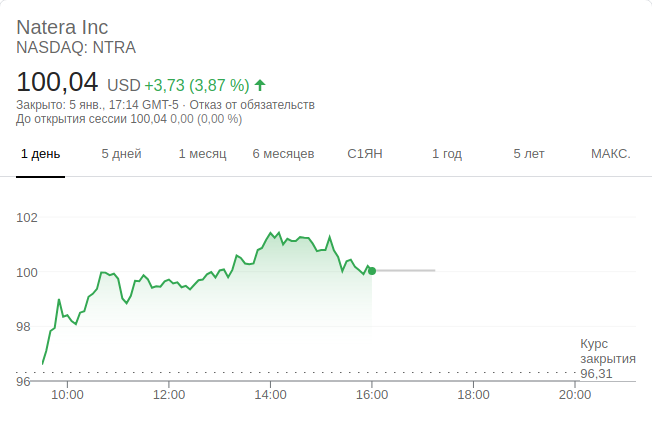 Natera Inc
NASDAQ: NTRA
100,04 USD +3,73 (3,87 %)
Закрыто: 5 янв., 17:14 GMT-5 · Отказ от обязательств
До открытия сессии 100,04 0,00 (0,00 %)
1 день 5 дней 1 месяц 6 месяцев С1ЯН 1 год 5 лет МАКС.
102
100
98
Курс
закрытия
96,31
96
10:00 12:00 14:00 16:00 18:00 20:00